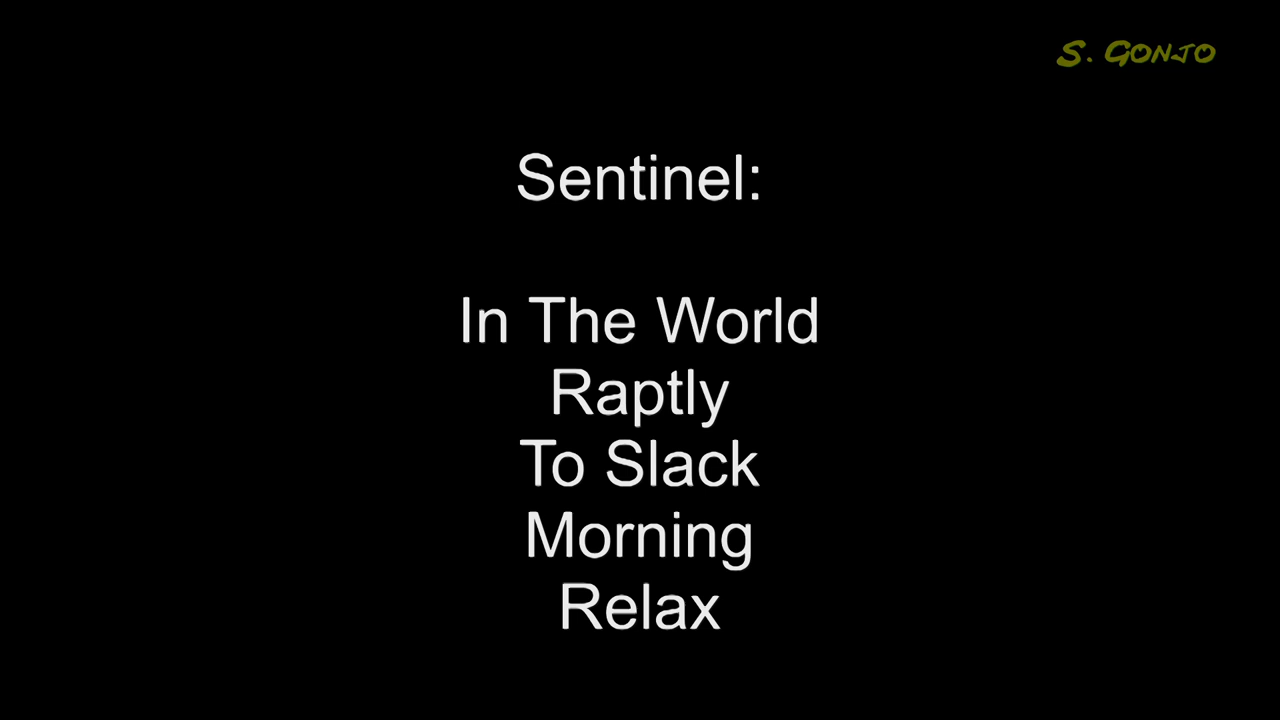 S. Gonjo
Sentinel:
In The World
Raptly
To Slack
Morning
Relax